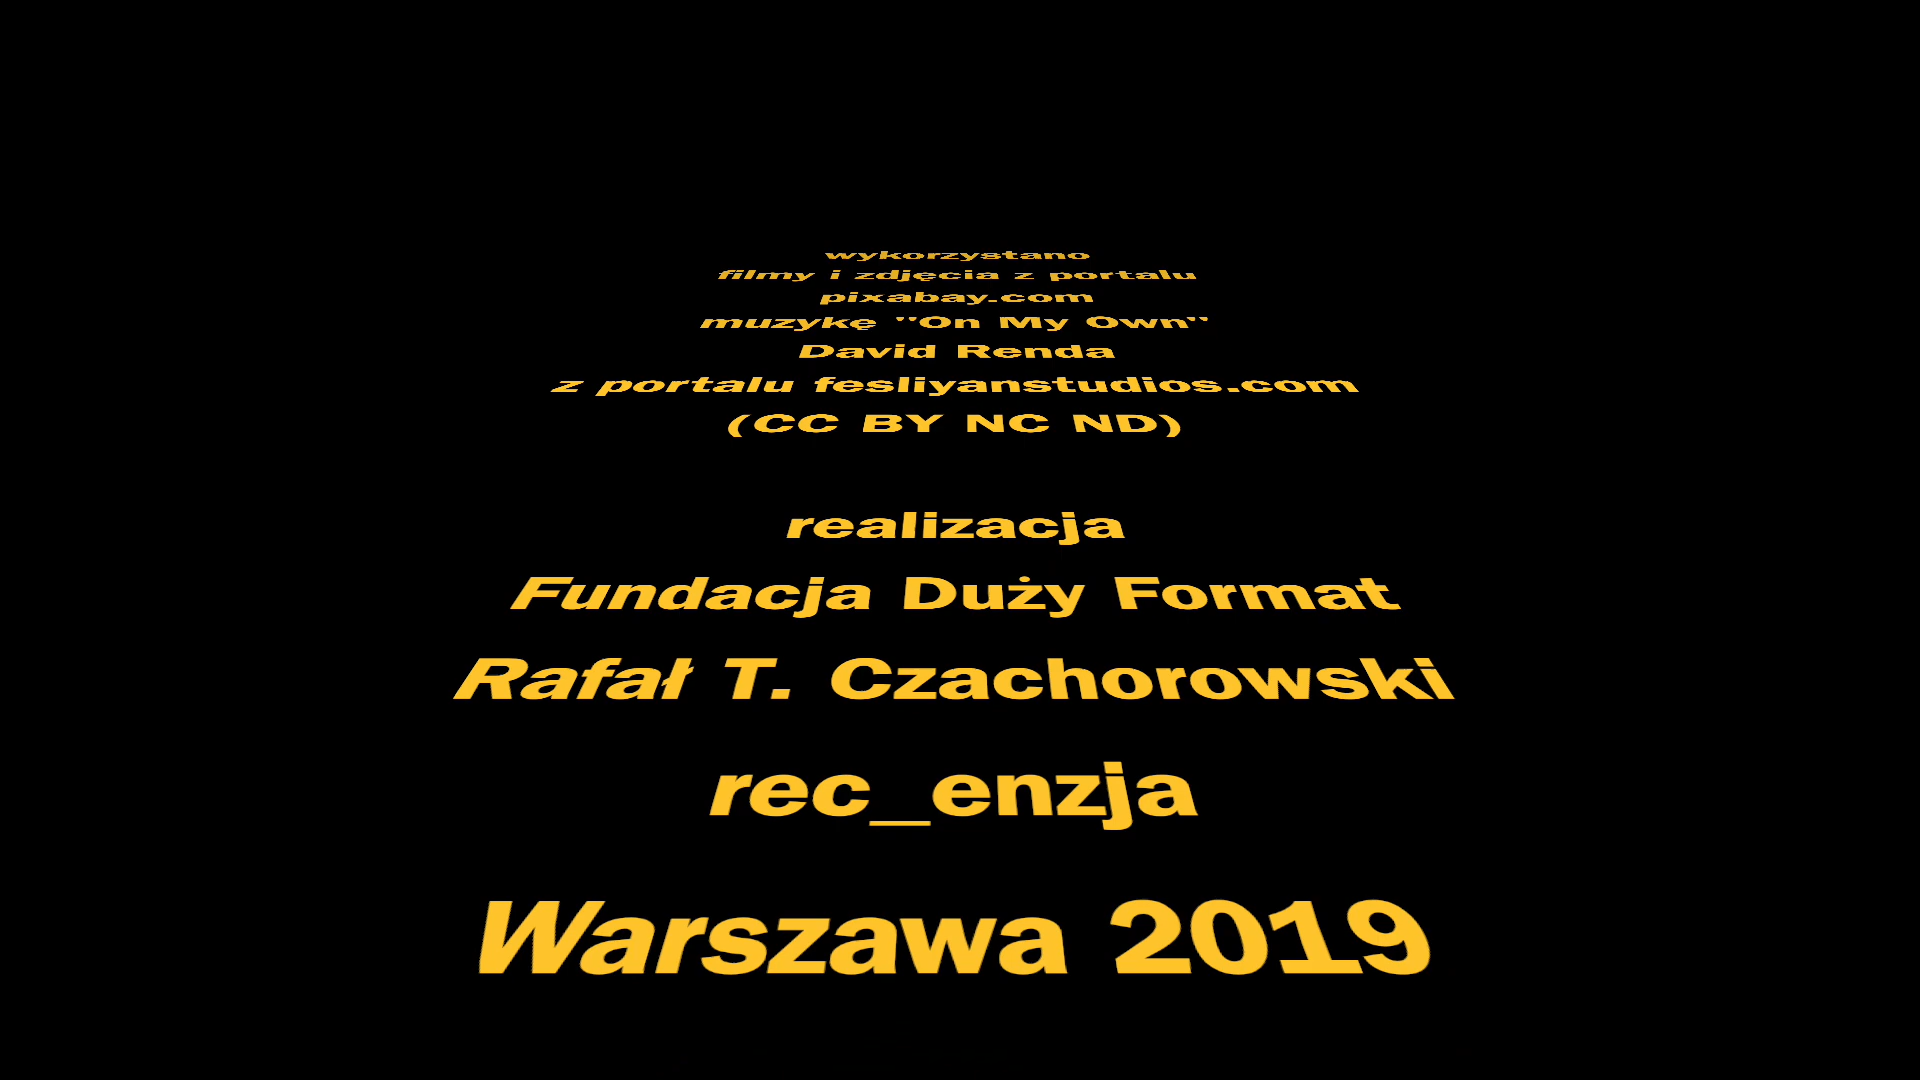 wykorzystano
filmy i zdjęcia z portalu
pixabay.com
muzykę "On My Own"
David Renda
z portalu fesliyanstudios.com
(CC BY NC ND)
realizacja
Fundacja Duży Format
Rafał T. Czachorowski
rec_enzja
Warszawa 2019